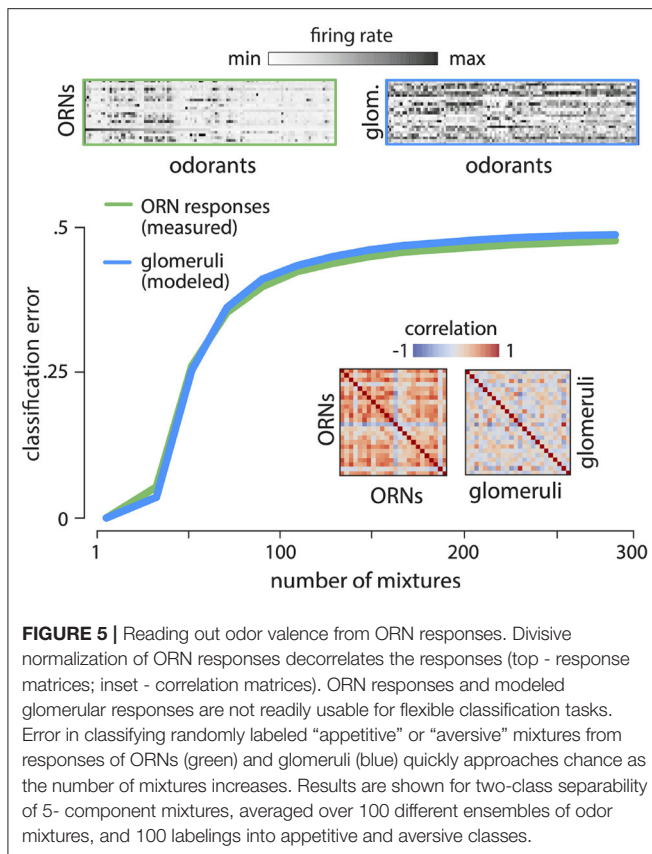 firing rate
min max
ORNs
odorants
glom.
odorants
ORN responses
(measured)
glomeruli
(modeled)
classification error
.5
.25
0
correlation
-1 1
ORNs
ORNs
glomeruli
glomeruli
1 100 200 300
number of mixtures
FIGURE 5 | Reading out odor valence from ORN responses. Divisive
normalization of ORN responses decorrelates the responses (top - response
matrices; inset - correlation matrices). ORN responses and modeled
glomerular responses are not readily usable for flexible classification tasks.
Error in classifying randomly labeled “appetitive” or “aversive” mixtures from
responses of ORNs (green) and glomeruli (blue) quickly approaches chance as
the number of mixtures increases. Results are shown for two-class separability
of 5- component mixtures, averaged over 100 different ensembles of odor
mixtures, and 100 labelings into appetitive and aversive classes.